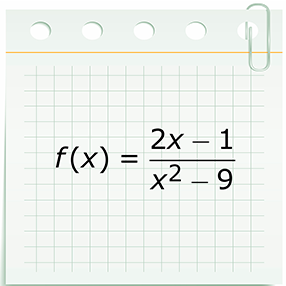 f(x) = (2x − 1)/(x² − 9)